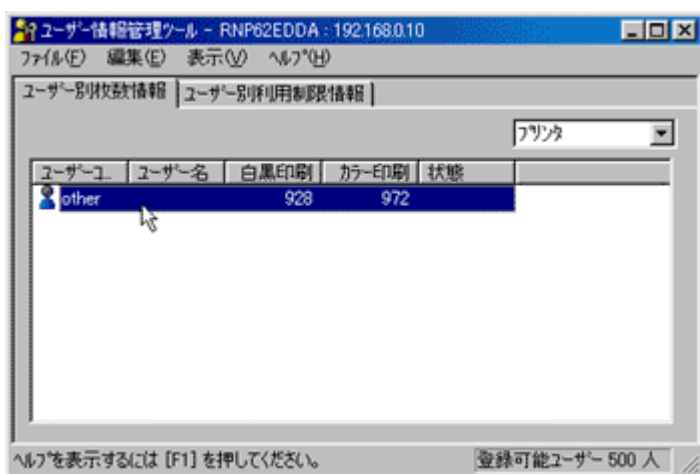 ユーザー情報管理ツール - RNP62EDDA : 192.168.0.10
ファイル(F) 編集(E) 表示(V) ヘルプ(H)
ユーザー別枚数情報 ユーザー別利用制限情報
プリンタ
ユーザーコ... ユーザー名 白黒印刷 カラー印刷 状態
other 928 972
ヘルプを表示するには [F1] を押してください。 登録可能ユーザー 500 人